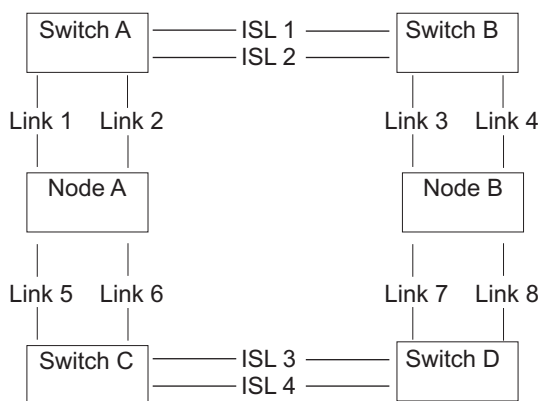 Switch A
ISL 1
Switch B
ISL 2
Link 1
Link 2
Link 3
Link 4
Node A
Node B
Link 5
Link 6
Link 7
Link 8
Switch C
ISL 3
Switch D
ISL 4